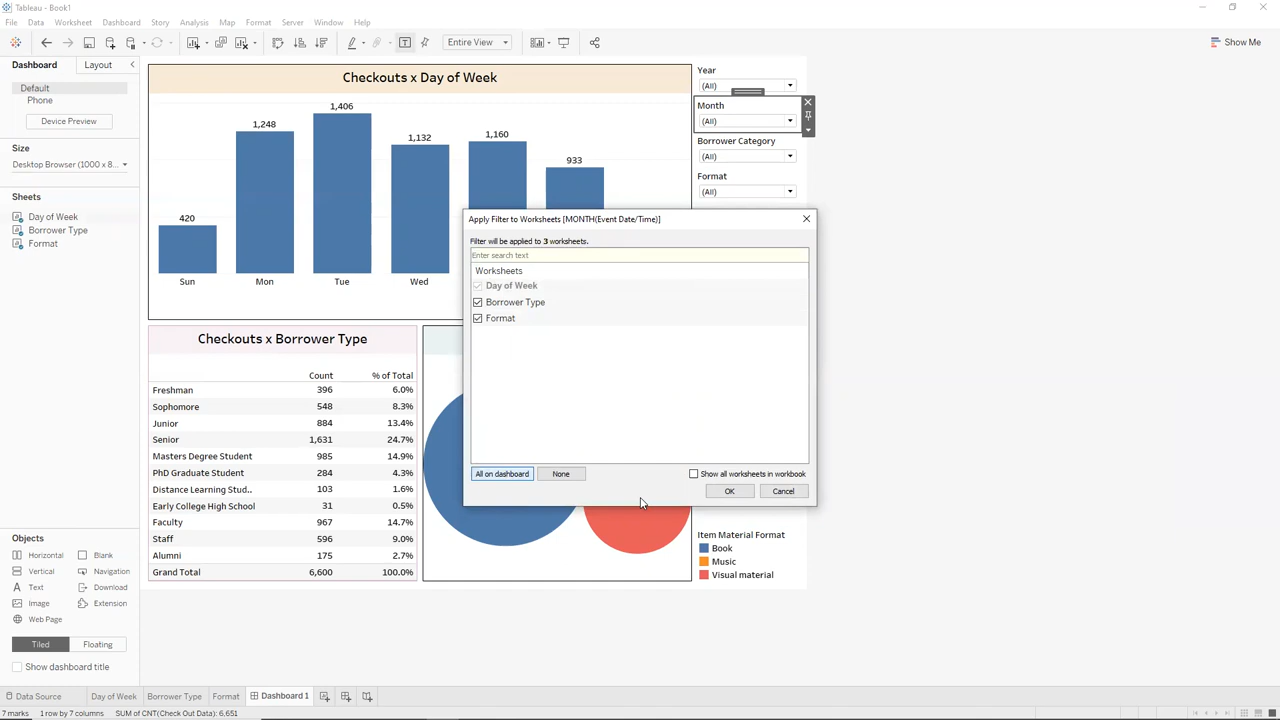 Tableau - Book1
File Data Worksheet Dashboard Story Analysis Map Format Server Window Help
Entire View
Show Me
Dashboard Layout
Default
Phone
Device Preview
Size
Desktop Browser (1000 x 8...
Sheets
Day of Week
Borrower Type
Format
Objects
Horizontal Blank
Vertical Navigation
Text Download
Image Extension
Web Page
Tiled Floating
Show dashboard title
Checkouts x Day of Week
420
1,248
1,406
1,132
1,160
933
Sun Mon Tue Wed
Year
(All)
Month
(All)
Borrower Category
(All)
Format
(All)
Apply Filter to Worksheets [MONTH(Event Date/Time)]
Filter will be applied to 3 worksheets.
Enter search text
Worksheets
Day of Week
Borrower Type
Format
All on dashboard None Show all worksheets in workbook
OK Cancel
Checkouts x Borrower Type
Count % of Total
Freshman 396 6.0%
Sophomore 548 8.3%
Junior 884 13.4%
Senior 1,631 24.7%
Masters Degree Student 985 14.9%
PhD Graduate Student 284 4.3%
Distance Learning Stud.. 103 1.6%
Early College High School 31 0.5%
Faculty 967 14.7%
Staff 596 9.0%
Alumni 175 2.7%
Grand Total 6,600 100.0%
Item Material Format
Book
Music
Visual material
Data Source Day of Week Borrower Type Format Dashboard 1
7 marks 1 row by 7 columns SUM of CNT(Check Out Data): 6,651